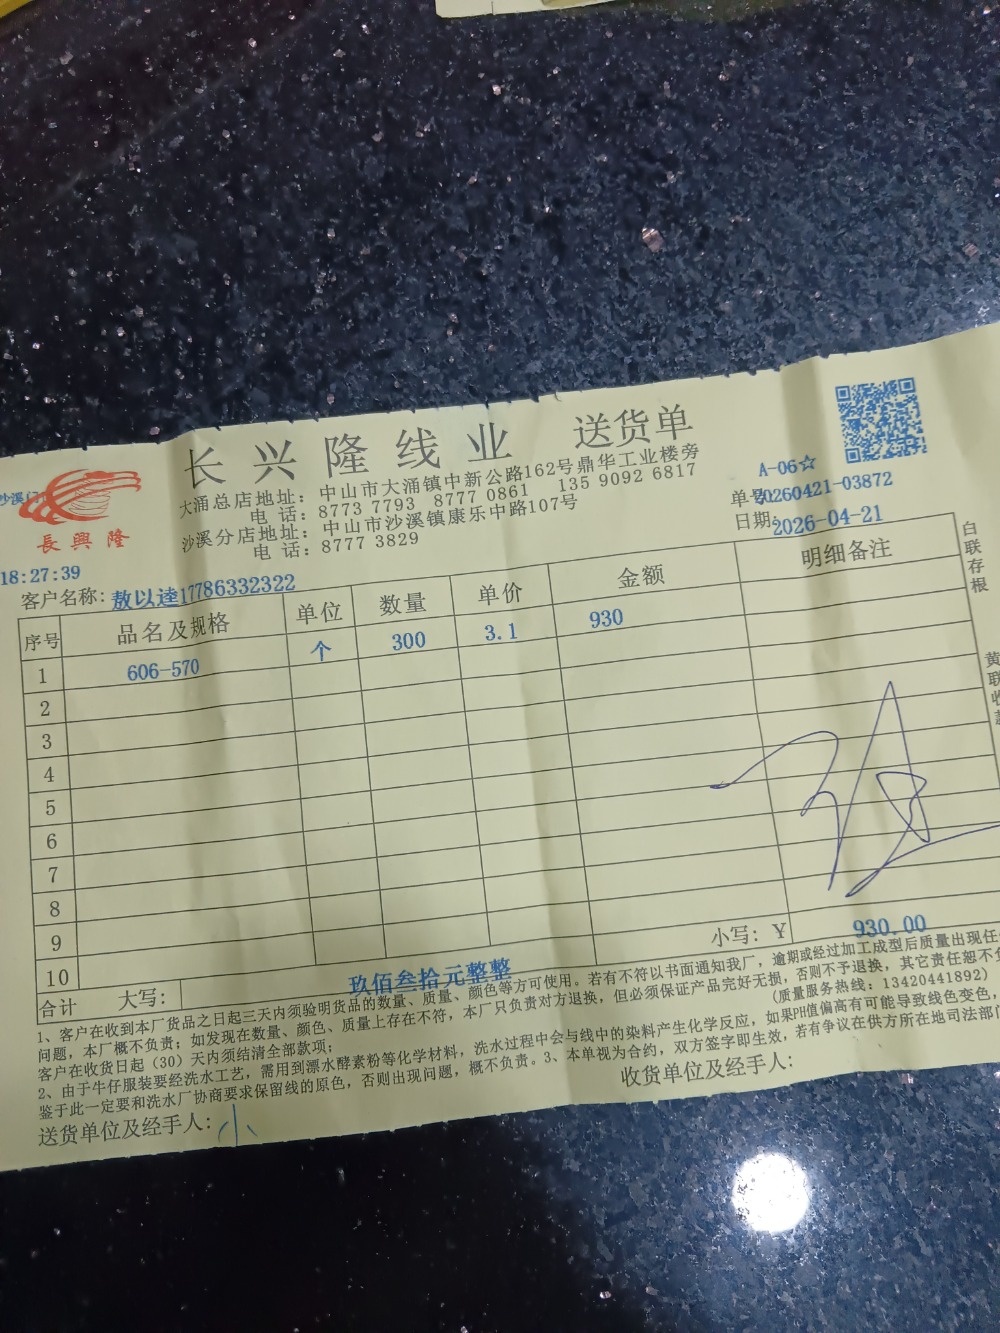 长兴隆线业 送货单
沙溪门
長興隆
大涌总店地址：中山市大涌镇中新公路162号鼎华工业楼旁
电 话：8773 7793 8777 0861 135 9092 6817
沙溪分店地址：中山市沙溪镇康乐中路107号
电 话：8777 3829
A-06☆
单号:20260421-03872
日期:2026-04-21
18:27:39
客户名称: 敖以逵17786332322
序号 品名及规格 单位 数量 单价 金额 明细备注
1 606-570 个 300 3.1 930
2
3
4
5
6
7
8
9
10
合计 大写: 玖佰叁拾元整整 小写: Y 930.00
1、客户在收到本厂货品之日起三天内须验明货品的数量、质量、颜色等方可使用。若有不符以书面通知我厂，逾期或经过加工成型后质量出现任
问题，本厂概不负责；如发现在数量、颜色、质量上存在不符，本厂只负责对方退换，但必须保证产品完好无损，否则不予退换，其它责任恕不负
客户在收货日起（30）天内须结清全部款项； （质量服务热线：13420441892）
2、由于牛仔服装要经洗水工艺，需用到漂水酵素粉等化学材料，洗水过程中会与线中的染料产生化学反应，如果PH值偏高有可能导致线色变色，
鉴于此一定要和洗水厂协商要求保留线的原色，否则出现问题，概不负责。3、本单视为合约，双方签字即生效，若有争议在供方所在地司法部门
送货单位及经手人: 小 收货单位及经手人:
白联存根
黄联收